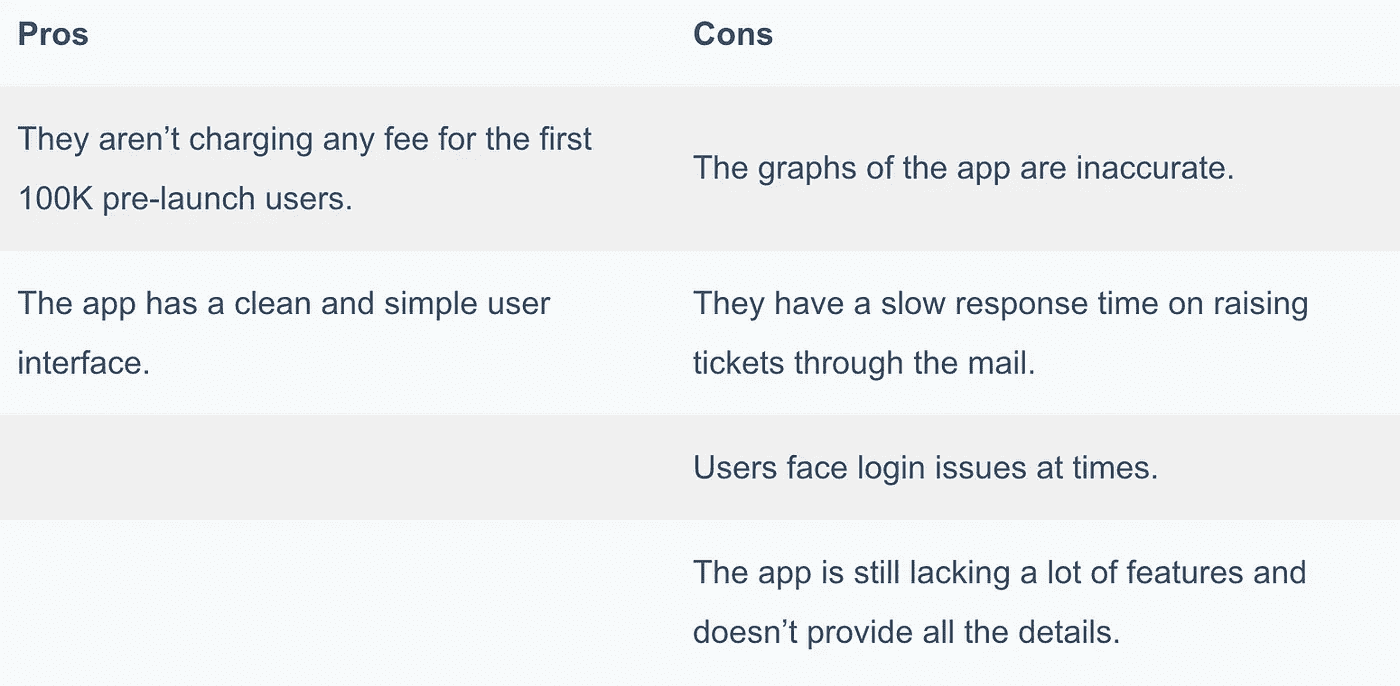 Pros
Cons
They aren’t charging any fee for the first
100K pre-launch users.
The graphs of the app are inaccurate.
The app has a clean and simple user
interface.
They have a slow response time on raising
tickets through the mail.
Users face login issues at times.
The app is still lacking a lot of features and
doesn’t provide all the details.